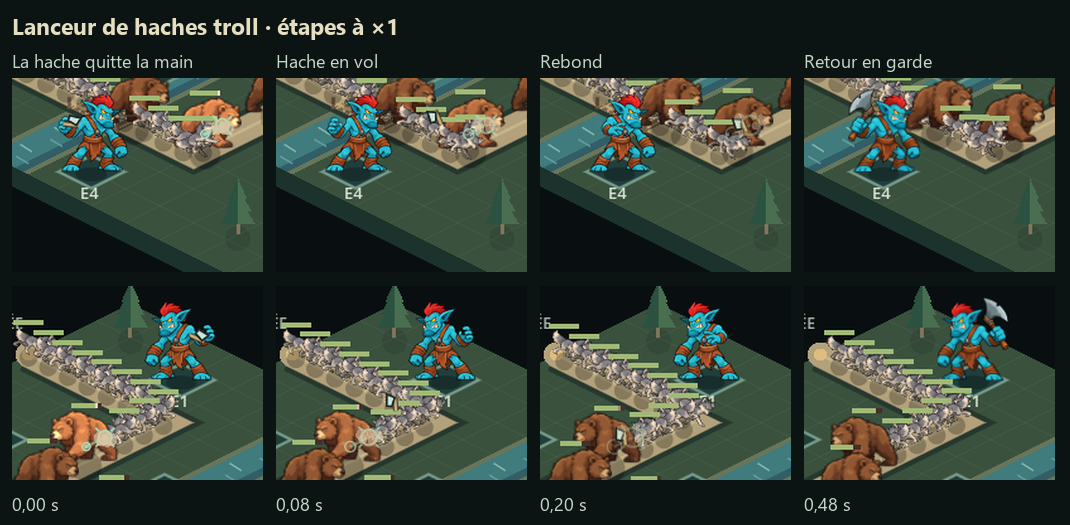 Lanceur de haches troll · étapes à ×1
La hache quitte la main
Hache en vol
Rebond
Retour en garde
E4
E4
E4
E4
0,00 s
0,08 s
0,20 s
0,48 s